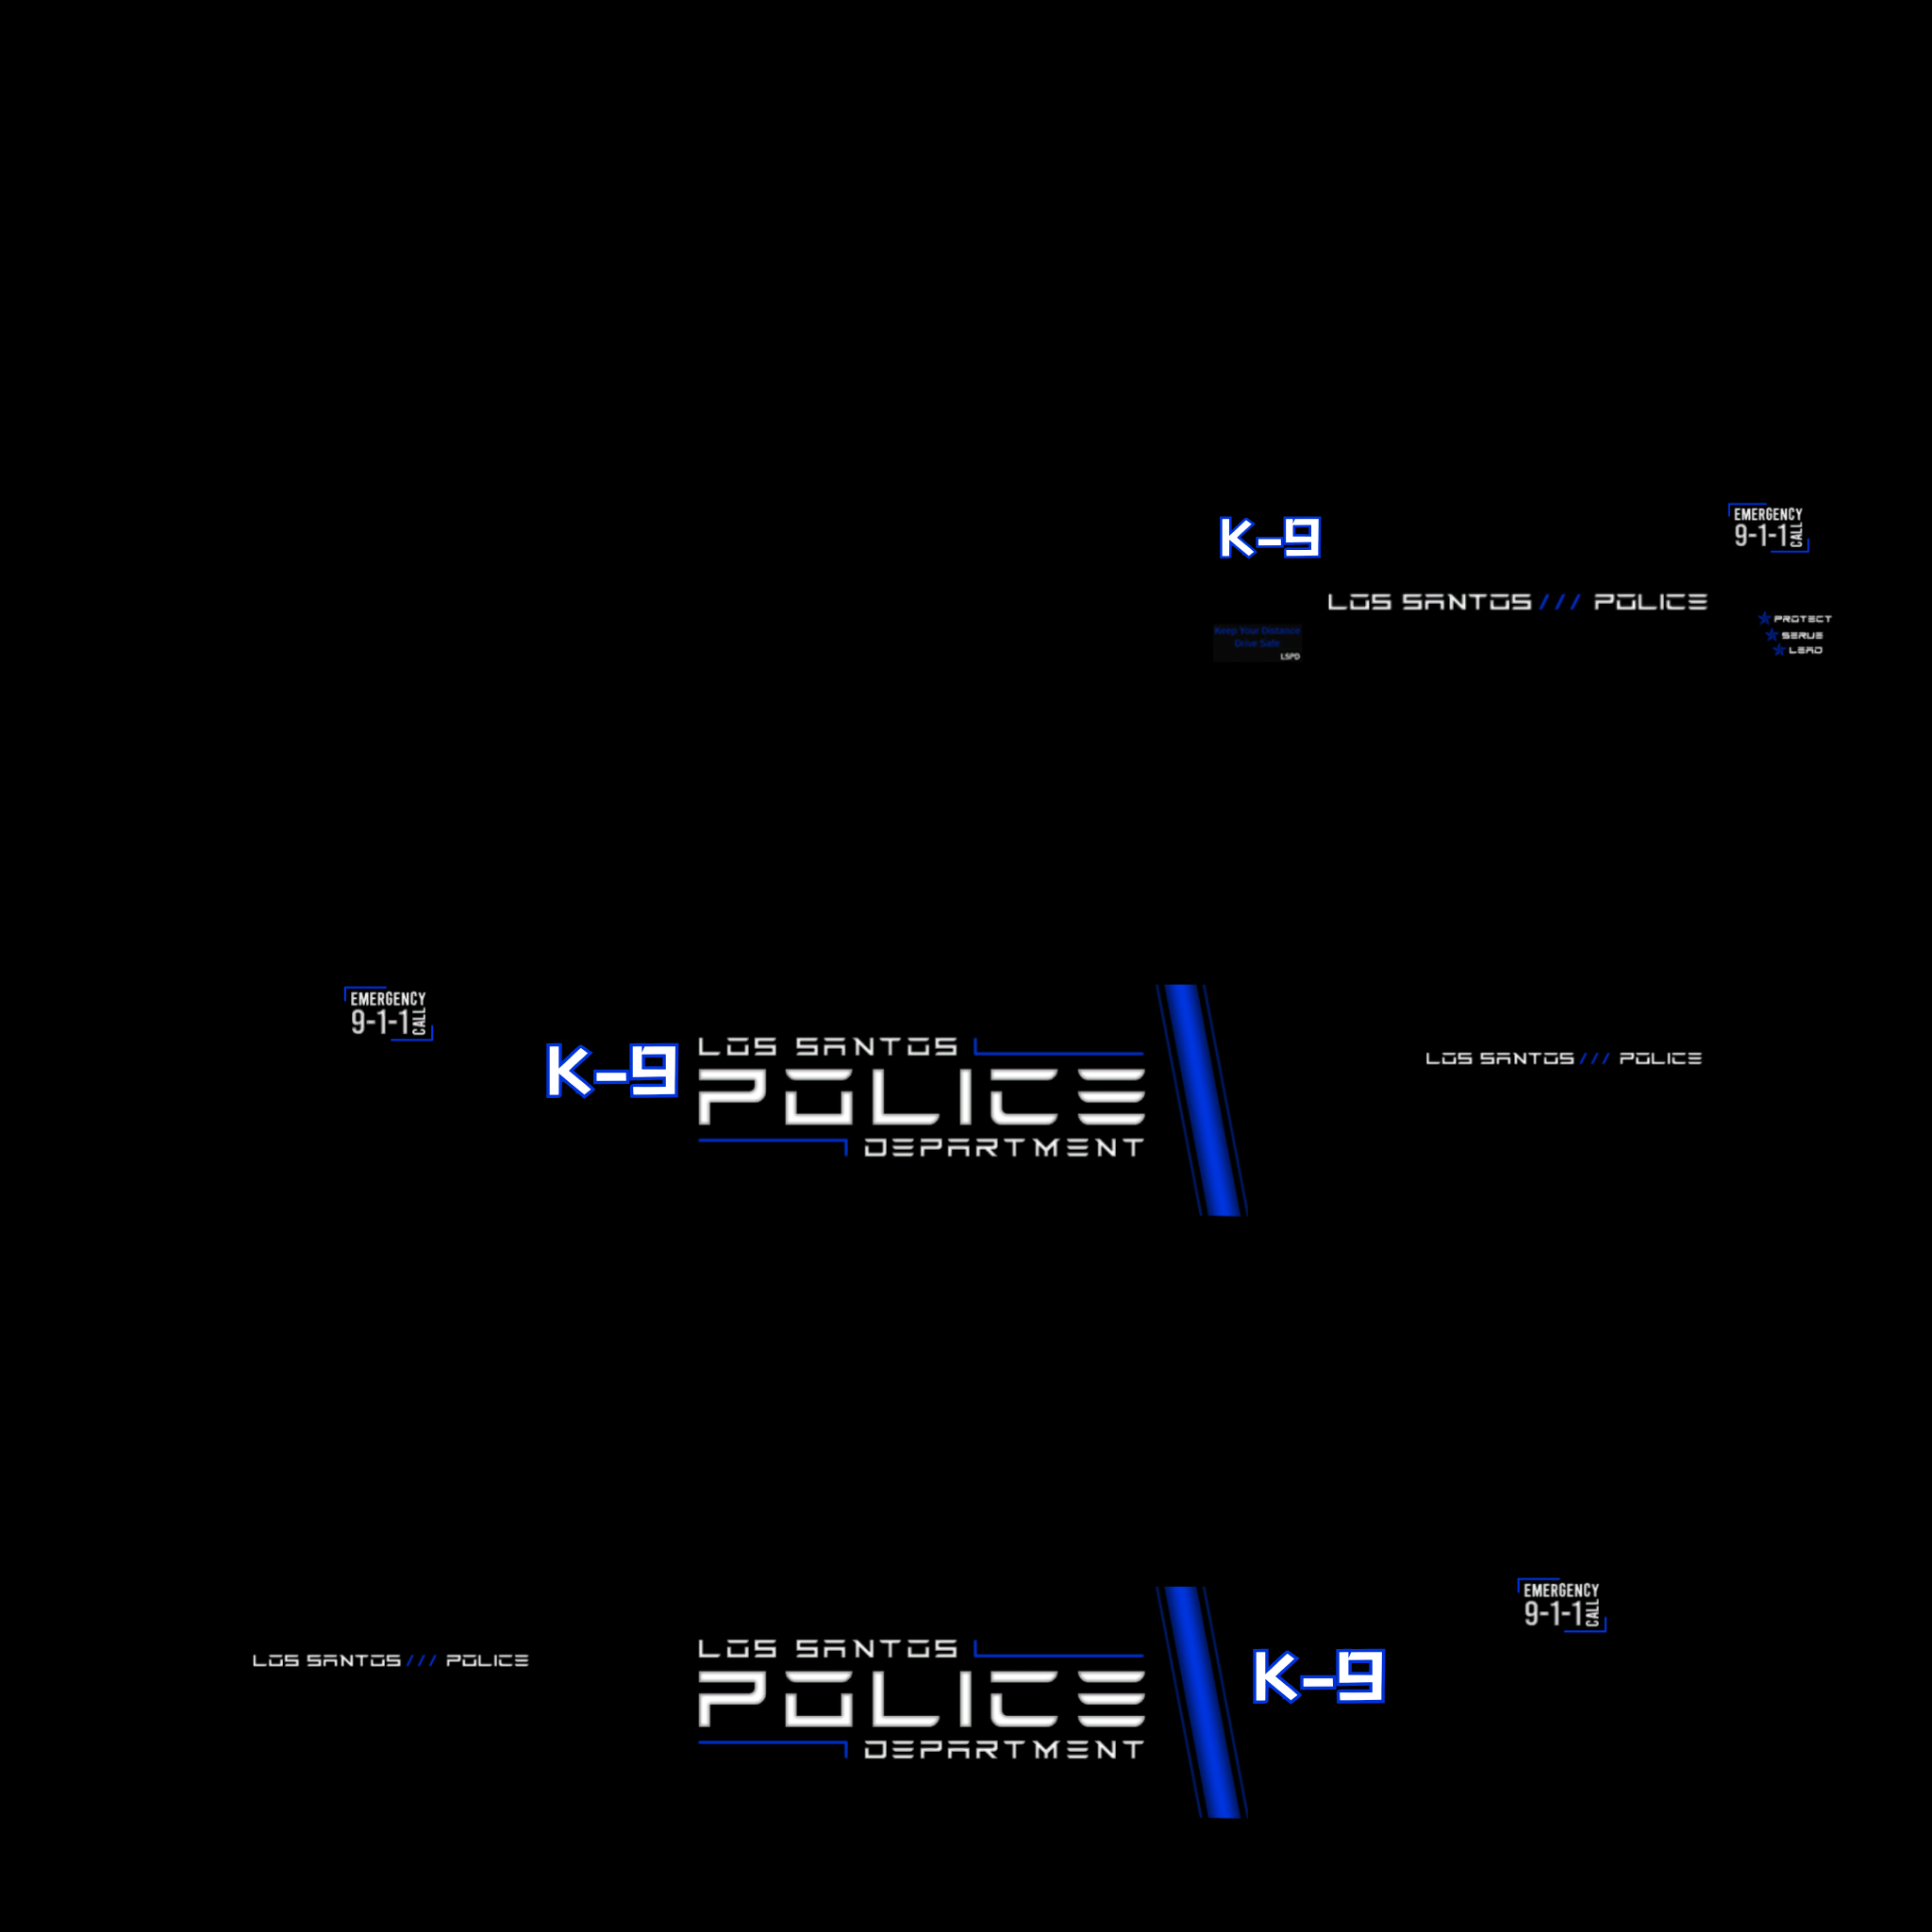 K-9
EMERGENCY
9-1-1 CALL
LOS SANTOS /// POLICE
PROTECT
SERVE
LEAD
Keep Your Distance
Drive Safe
LSPD
EMERGENCY
9-1-1 CALL
K-9
LOS SANTOS
POLICE
DEPARTMENT
LOS SANTOS /// POLICE
LOS SANTOS /// POLICE
LOS SANTOS
POLICE
DEPARTMENT
K-9
EMERGENCY
9-1-1 CALL